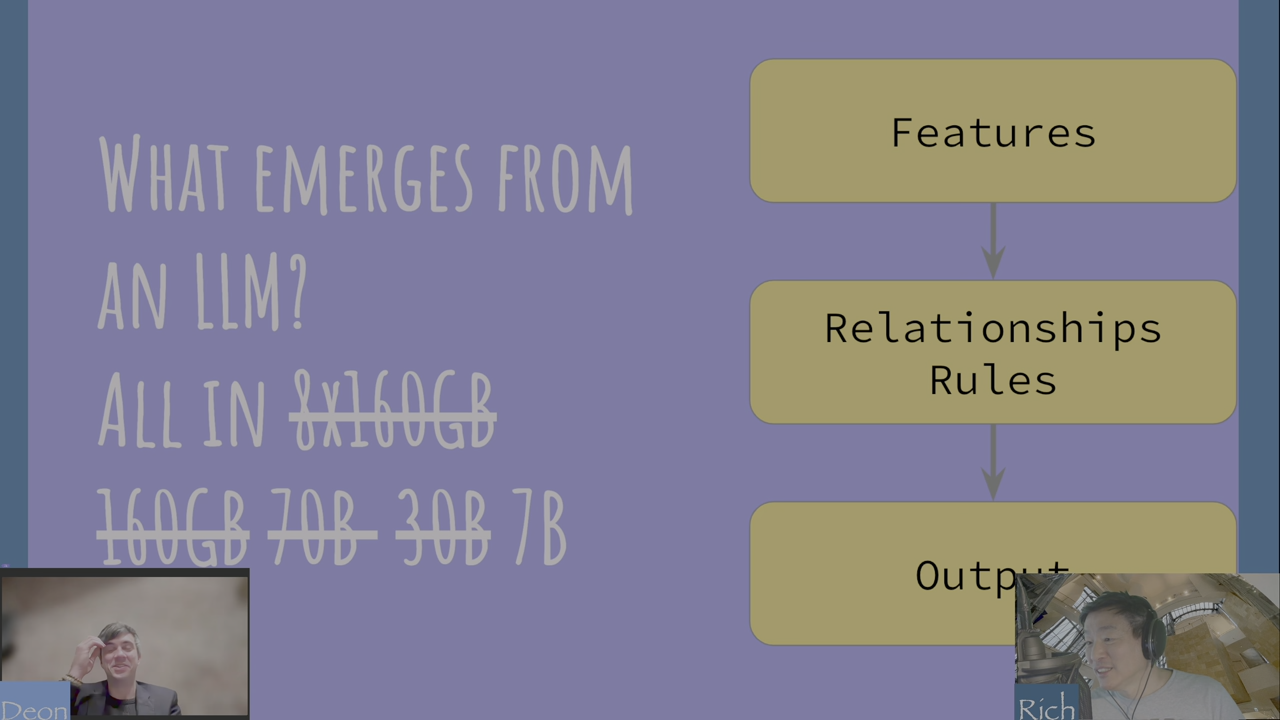 What emerges from
an LLM?
All in 8x160GB
160GB 70B 30B 7B
Features
Relationships
Rules
Output
Deon
Rich